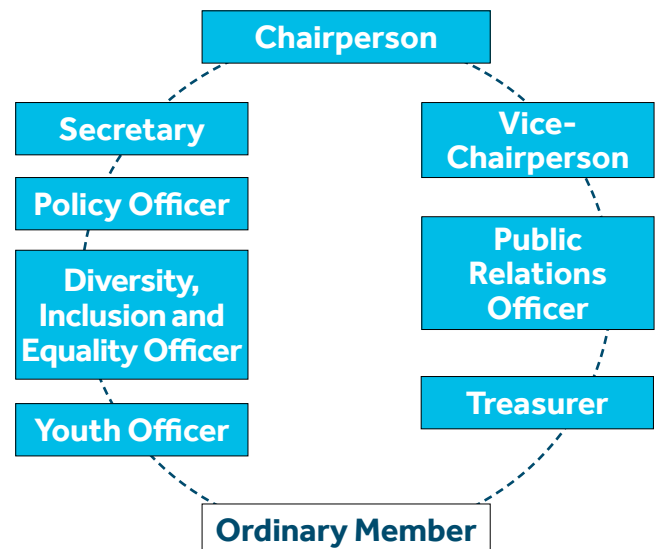 Chairperson
Secretary
Policy Officer
Diversity,
Inclusion and
Equality Officer
Youth Officer
Vice-
Chairperson
Public
Relations
Officer
Treasurer
Ordinary Member